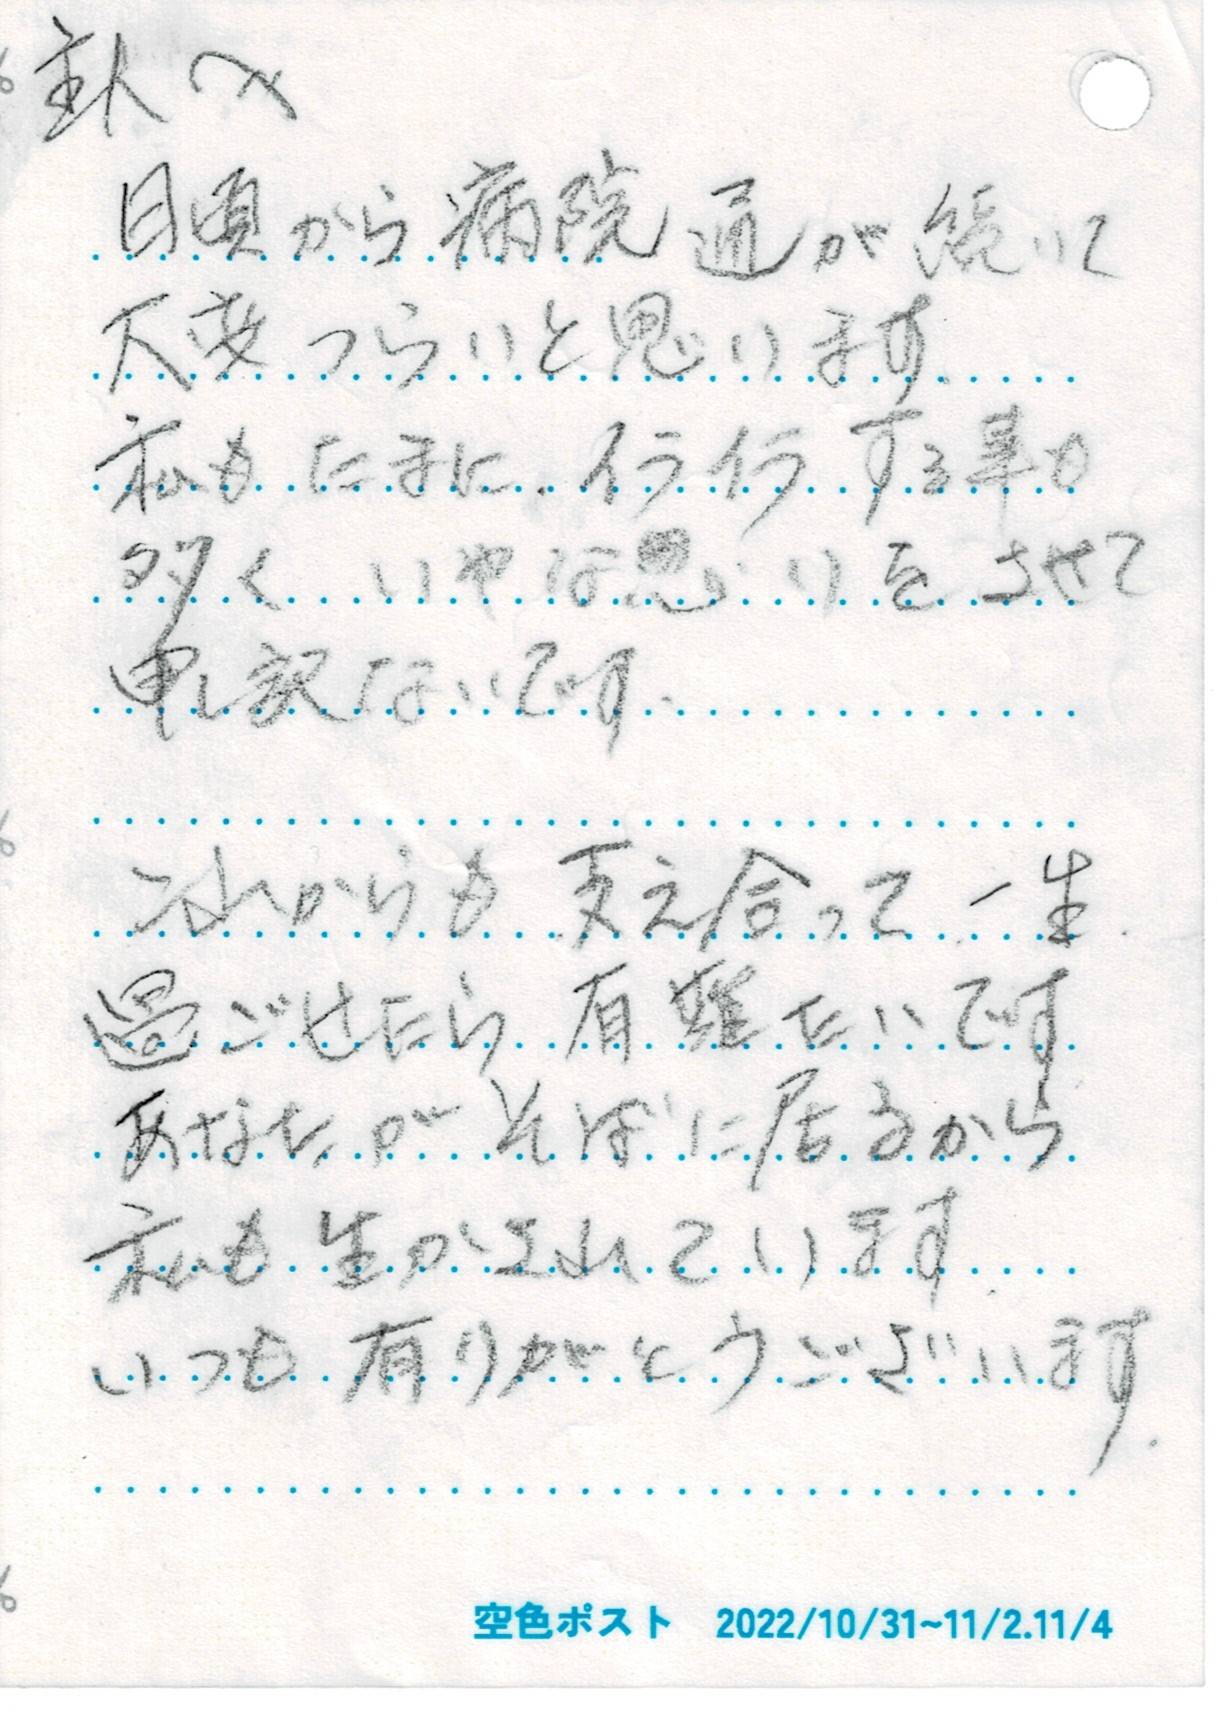 主人へ
日頃から病院通が続いて
大変つらいと思います
私もたまに、イライラする事も
多くいやな思いをさせて
申し訳ないです.
これからも支え合って一生
過ごせたら有難たいです
あなたがそばに居るから
私も生かされています.
いつも有りがとうございます.
空色ポスト 2022/10/31~11/2.11/4